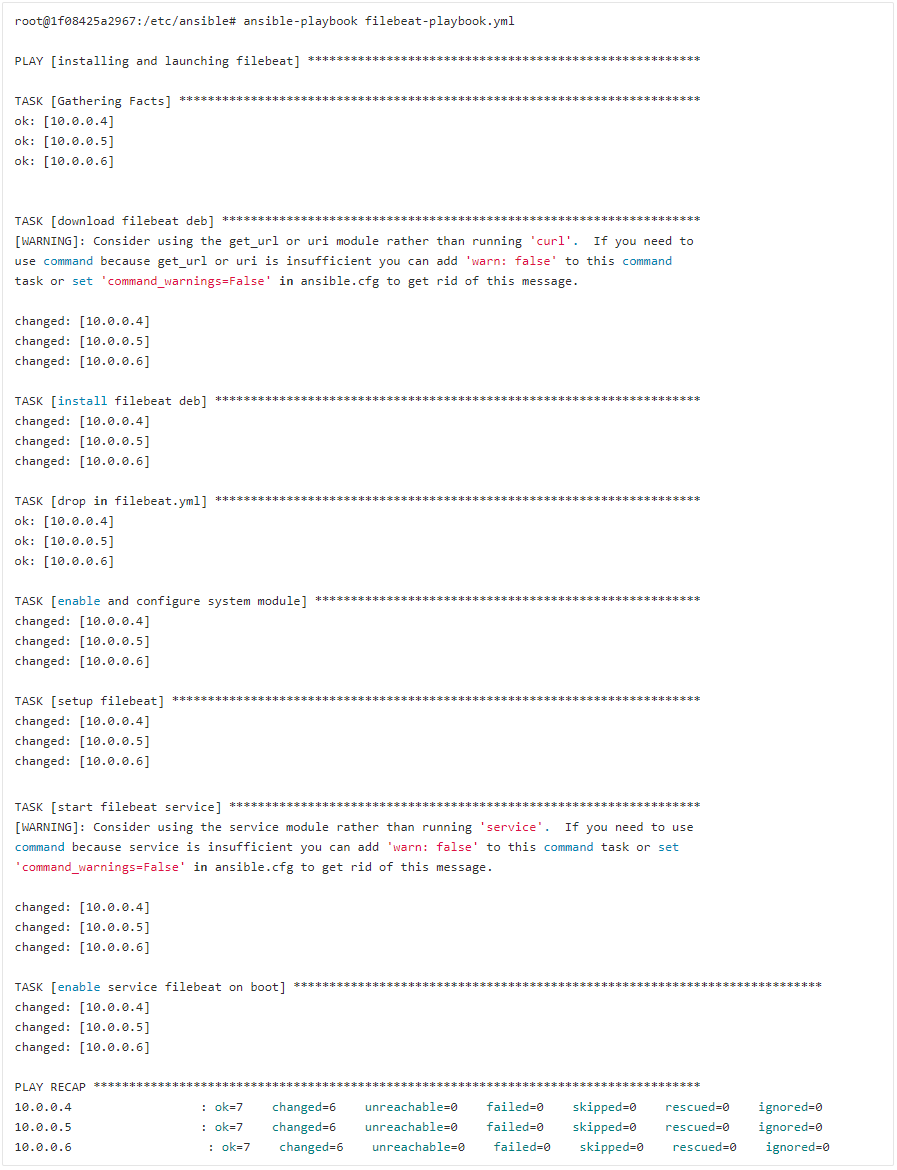 root@1f08425a2967:/etc/ansible# ansible-playbook filebeat-playbook.yml
PLAY [installing and launching filebeat] *******************************************************
TASK [Gathering Facts] *************************************************************************
ok: [10.0.0.4]
ok: [10.0.0.5]
ok: [10.0.0.6]
TASK [download filebeat deb] *******************************************************************
[WARNING]: Consider using the get_url or uri module rather than running 'curl'.  If you need to
use command because get_url or uri is insufficient you can add 'warn: false' to this command
task or set 'command_warnings=False' in ansible.cfg to get rid of this message.
changed: [10.0.0.4]
changed: [10.0.0.5]
changed: [10.0.0.6]
TASK [install filebeat deb] ********************************************************************
changed: [10.0.0.4]
changed: [10.0.0.5]
changed: [10.0.0.6]
TASK [drop in filebeat.yml] ********************************************************************
ok: [10.0.0.4]
ok: [10.0.0.5]
ok: [10.0.0.6]
TASK [enable and configure system module] ******************************************************
changed: [10.0.0.4]
changed: [10.0.0.5]
changed: [10.0.0.6]
TASK [setup filebeat] **************************************************************************
changed: [10.0.0.4]
changed: [10.0.0.5]
changed: [10.0.0.6]
TASK [start filebeat service] ******************************************************************
[WARNING]: Consider using the service module rather than running 'service'.  If you need to use
command because service is insufficient you can add 'warn: false' to this command task or set
'command_warnings=False' in ansible.cfg to get rid of this message.
changed: [10.0.0.4]
changed: [10.0.0.5]
changed: [10.0.0.6]
TASK [enable service filebeat on boot] **************************************************************************
changed: [10.0.0.4]
changed: [10.0.0.5]
changed: [10.0.0.6]
PLAY RECAP *************************************************************************************
10.0.0.4                  : ok=7    changed=6    unreachable=0    failed=0    skipped=0    rescued=0    ignored=0
10.0.0.5                  : ok=7    changed=6    unreachable=0    failed=0    skipped=0    rescued=0    ignored=0
10.0.0.6                   : ok=7    changed=6    unreachable=0    failed=0    skipped=0    rescued=0    ignored=0